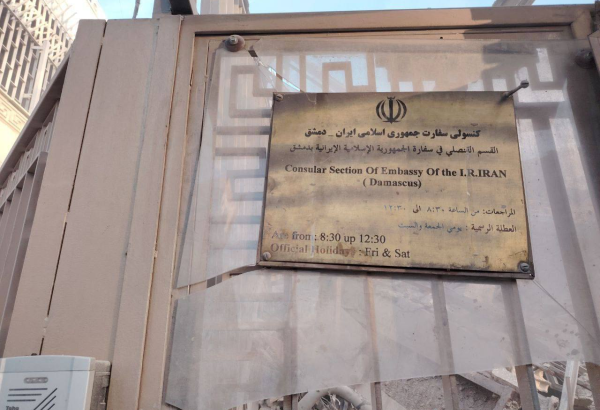 کنسولی سفارت جمهوری اسلامی ایران _ دمشق
القسم القنصلي في سفارة الجمهورية الإسلامية الإيرانية بدمشق
Consular Section Of Embassy Of the I.R.IRAN
( Damascus)
المراجعات: من الساعة ٨:٣٠ الى ١٢:٣٠
العطلة الرسمية : يومي الجمعة والسبت
from: 8:30 up 12:30
Official Holiday : Fri & Sat